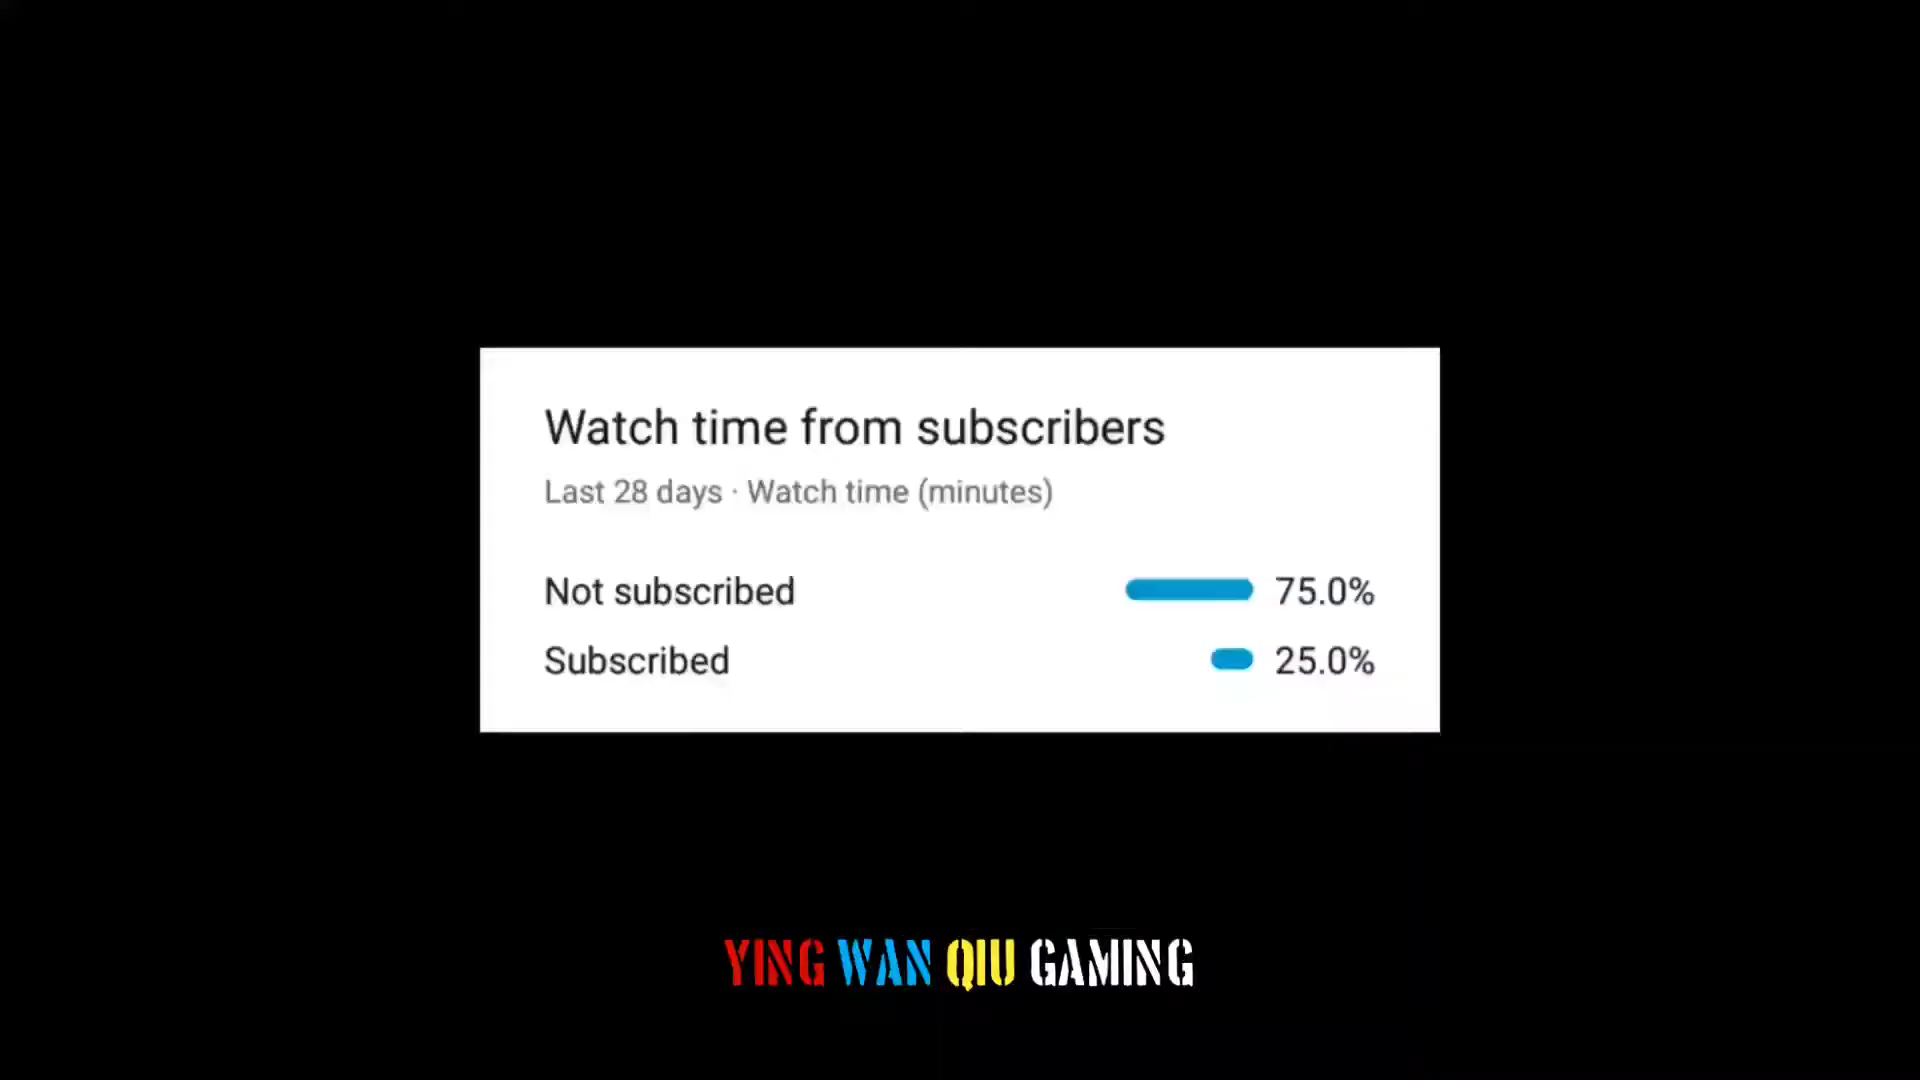 Watch time from subscribers
Last 28 days · Watch time (minutes)
Not subscribed 75.0%
Subscribed 25.0%
YING WAN QIU GAMING